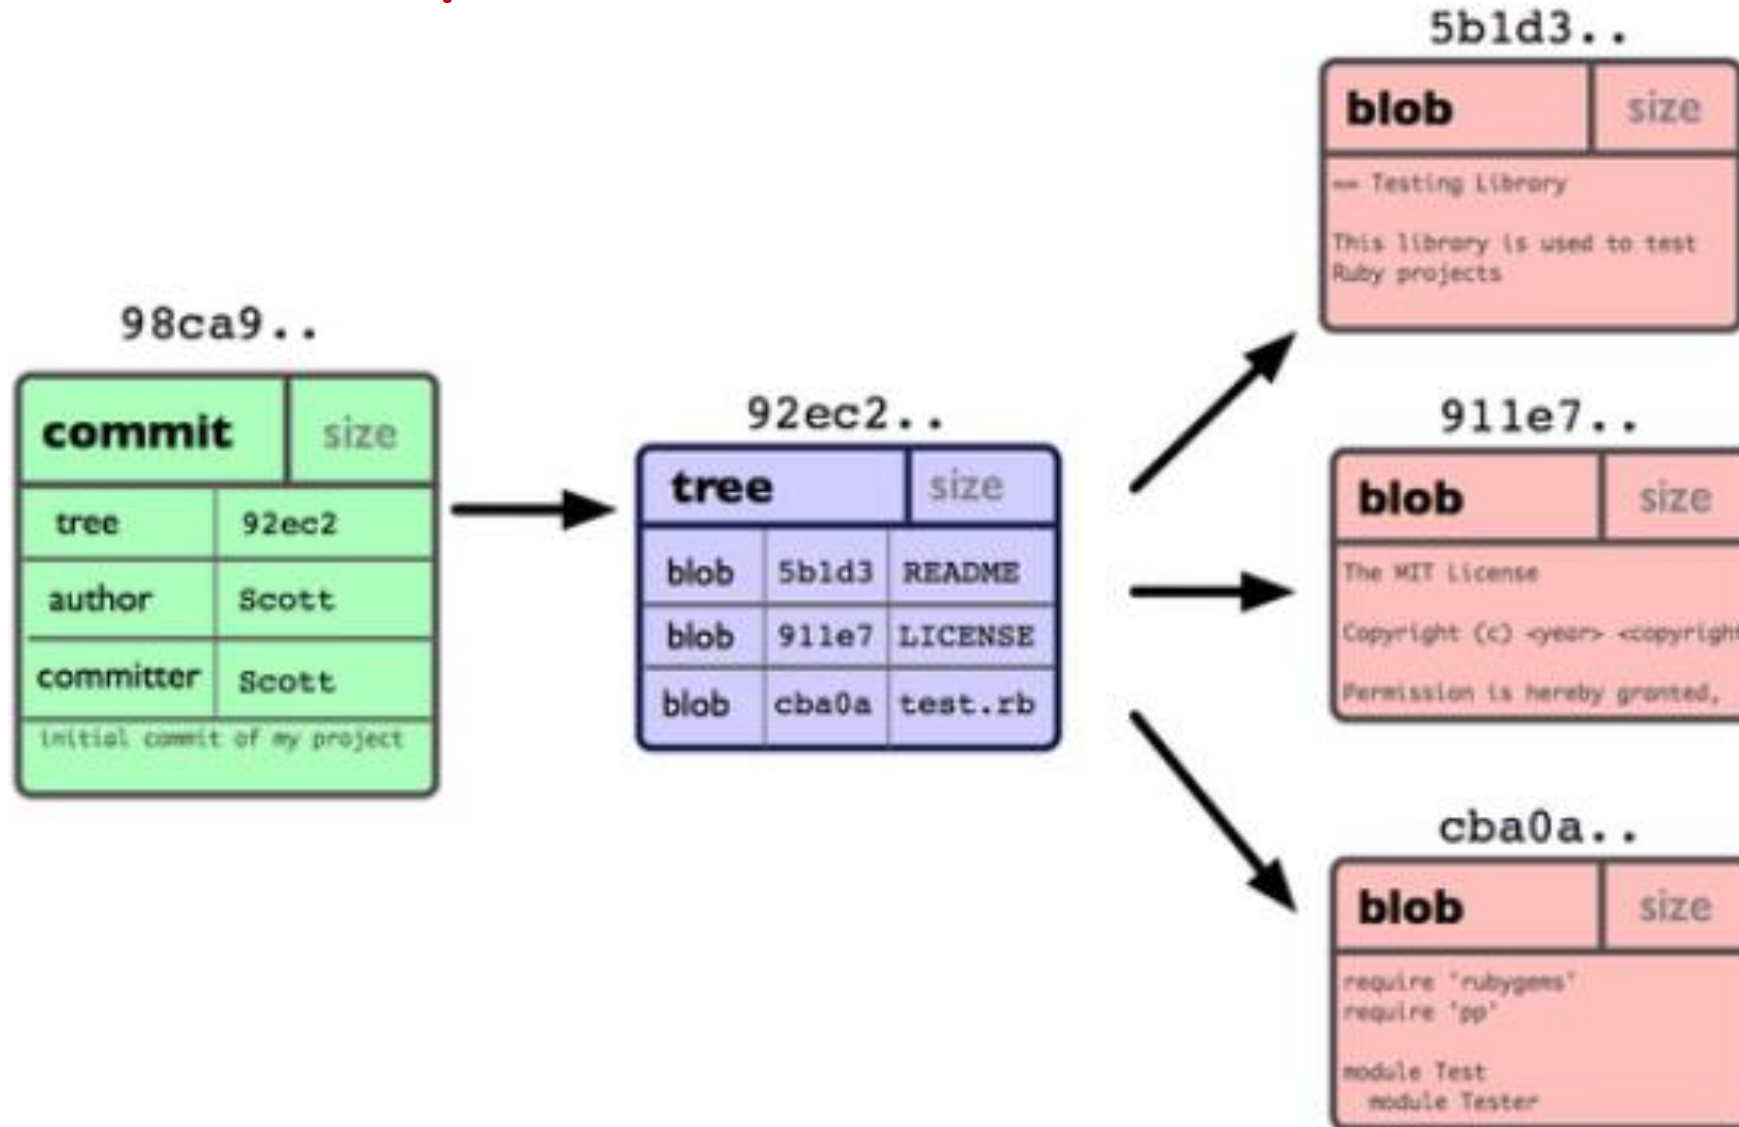 98ca9..
commit size
tree 92ec2
author Scott
committer Scott
initial commit of my project
92ec2..
tree size
blob 5b1d3 README
blob 911e7 LICENSE
blob cba0a test.rb
5b1d3..
blob size
== Testing Library
This library is used to test
Ruby projects
911e7..
blob size
The MIT License
Copyright (c) <year> <copyright
Permission is hereby granted,
cba0a..
blob size
require 'rubygems'
require 'pp'
module Test
module Tester